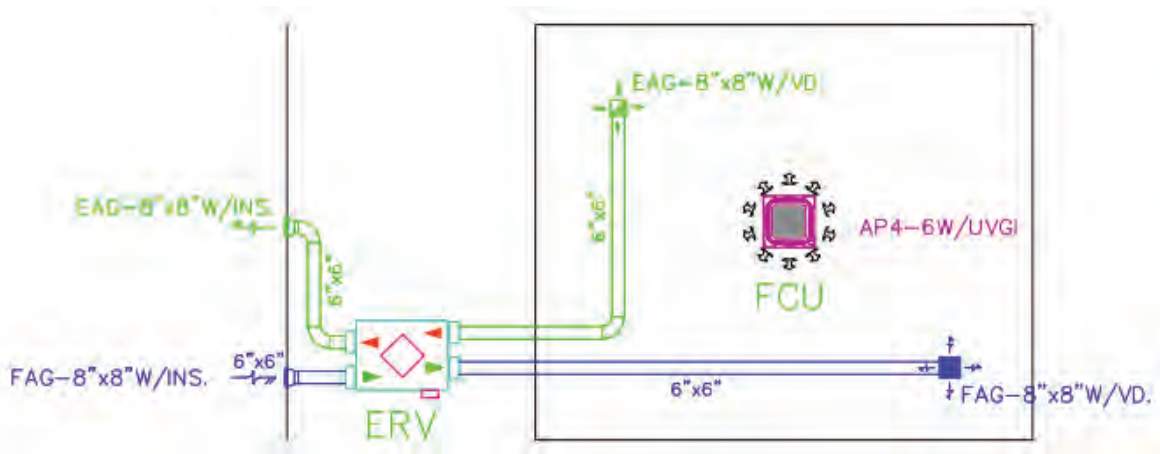 EAG-8"x8"W/VD.
EAG-8"x8"W/INS.
6"x6"
6"x6"
AP4-6W/UVGI
FCU
FAG-8"x8"W/INS.
6"x6"
6"x6"
FAG-8"x8"W/VD.
ERV